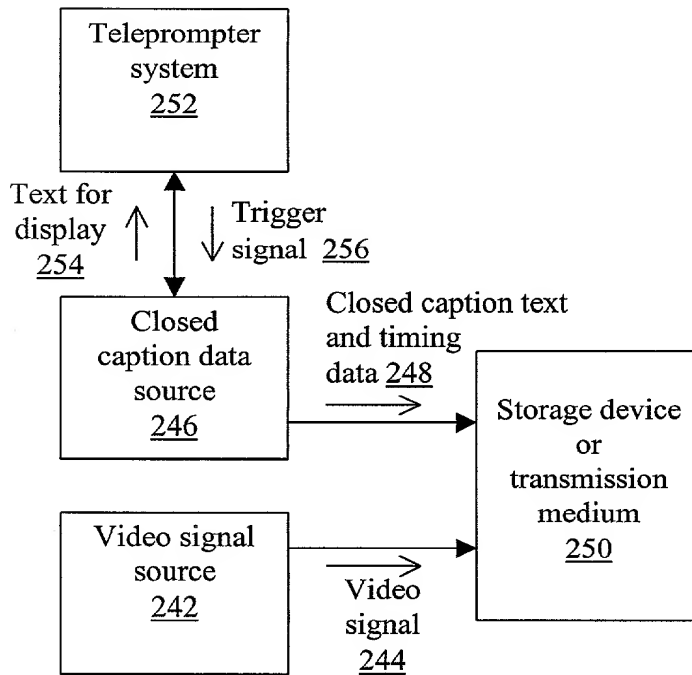 Teleprompter
system
252
Text for
display
254
Trigger
signal 256
Closed
caption data
source
246
Closed caption text
and timing
data 248
Storage device
or
transmission
medium
250
Video signal
source
242
Video
signal
244